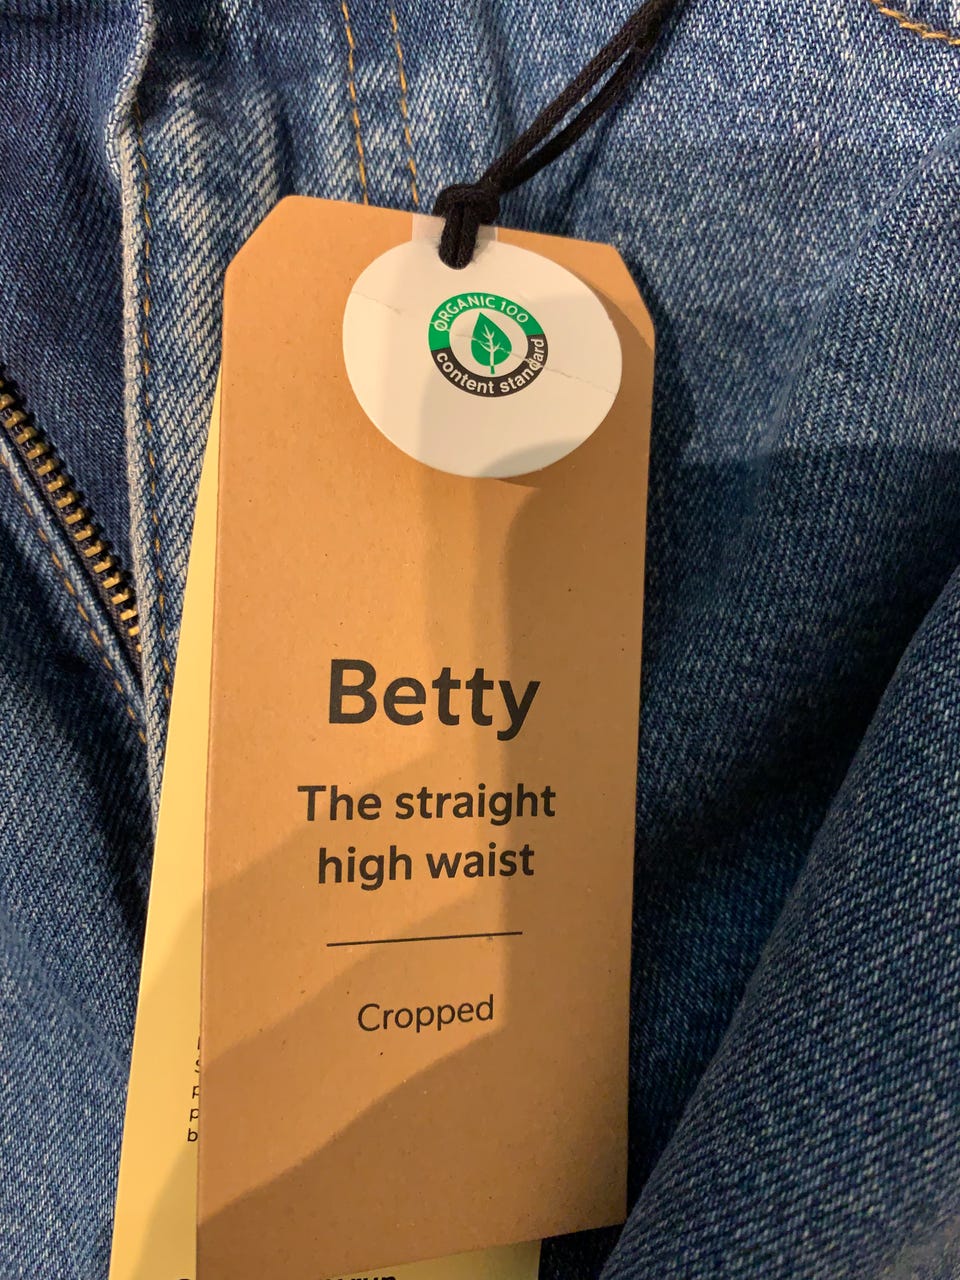 ORGANIC 100
content standard
Betty
The straight
high waist
Cropped
p
p
b